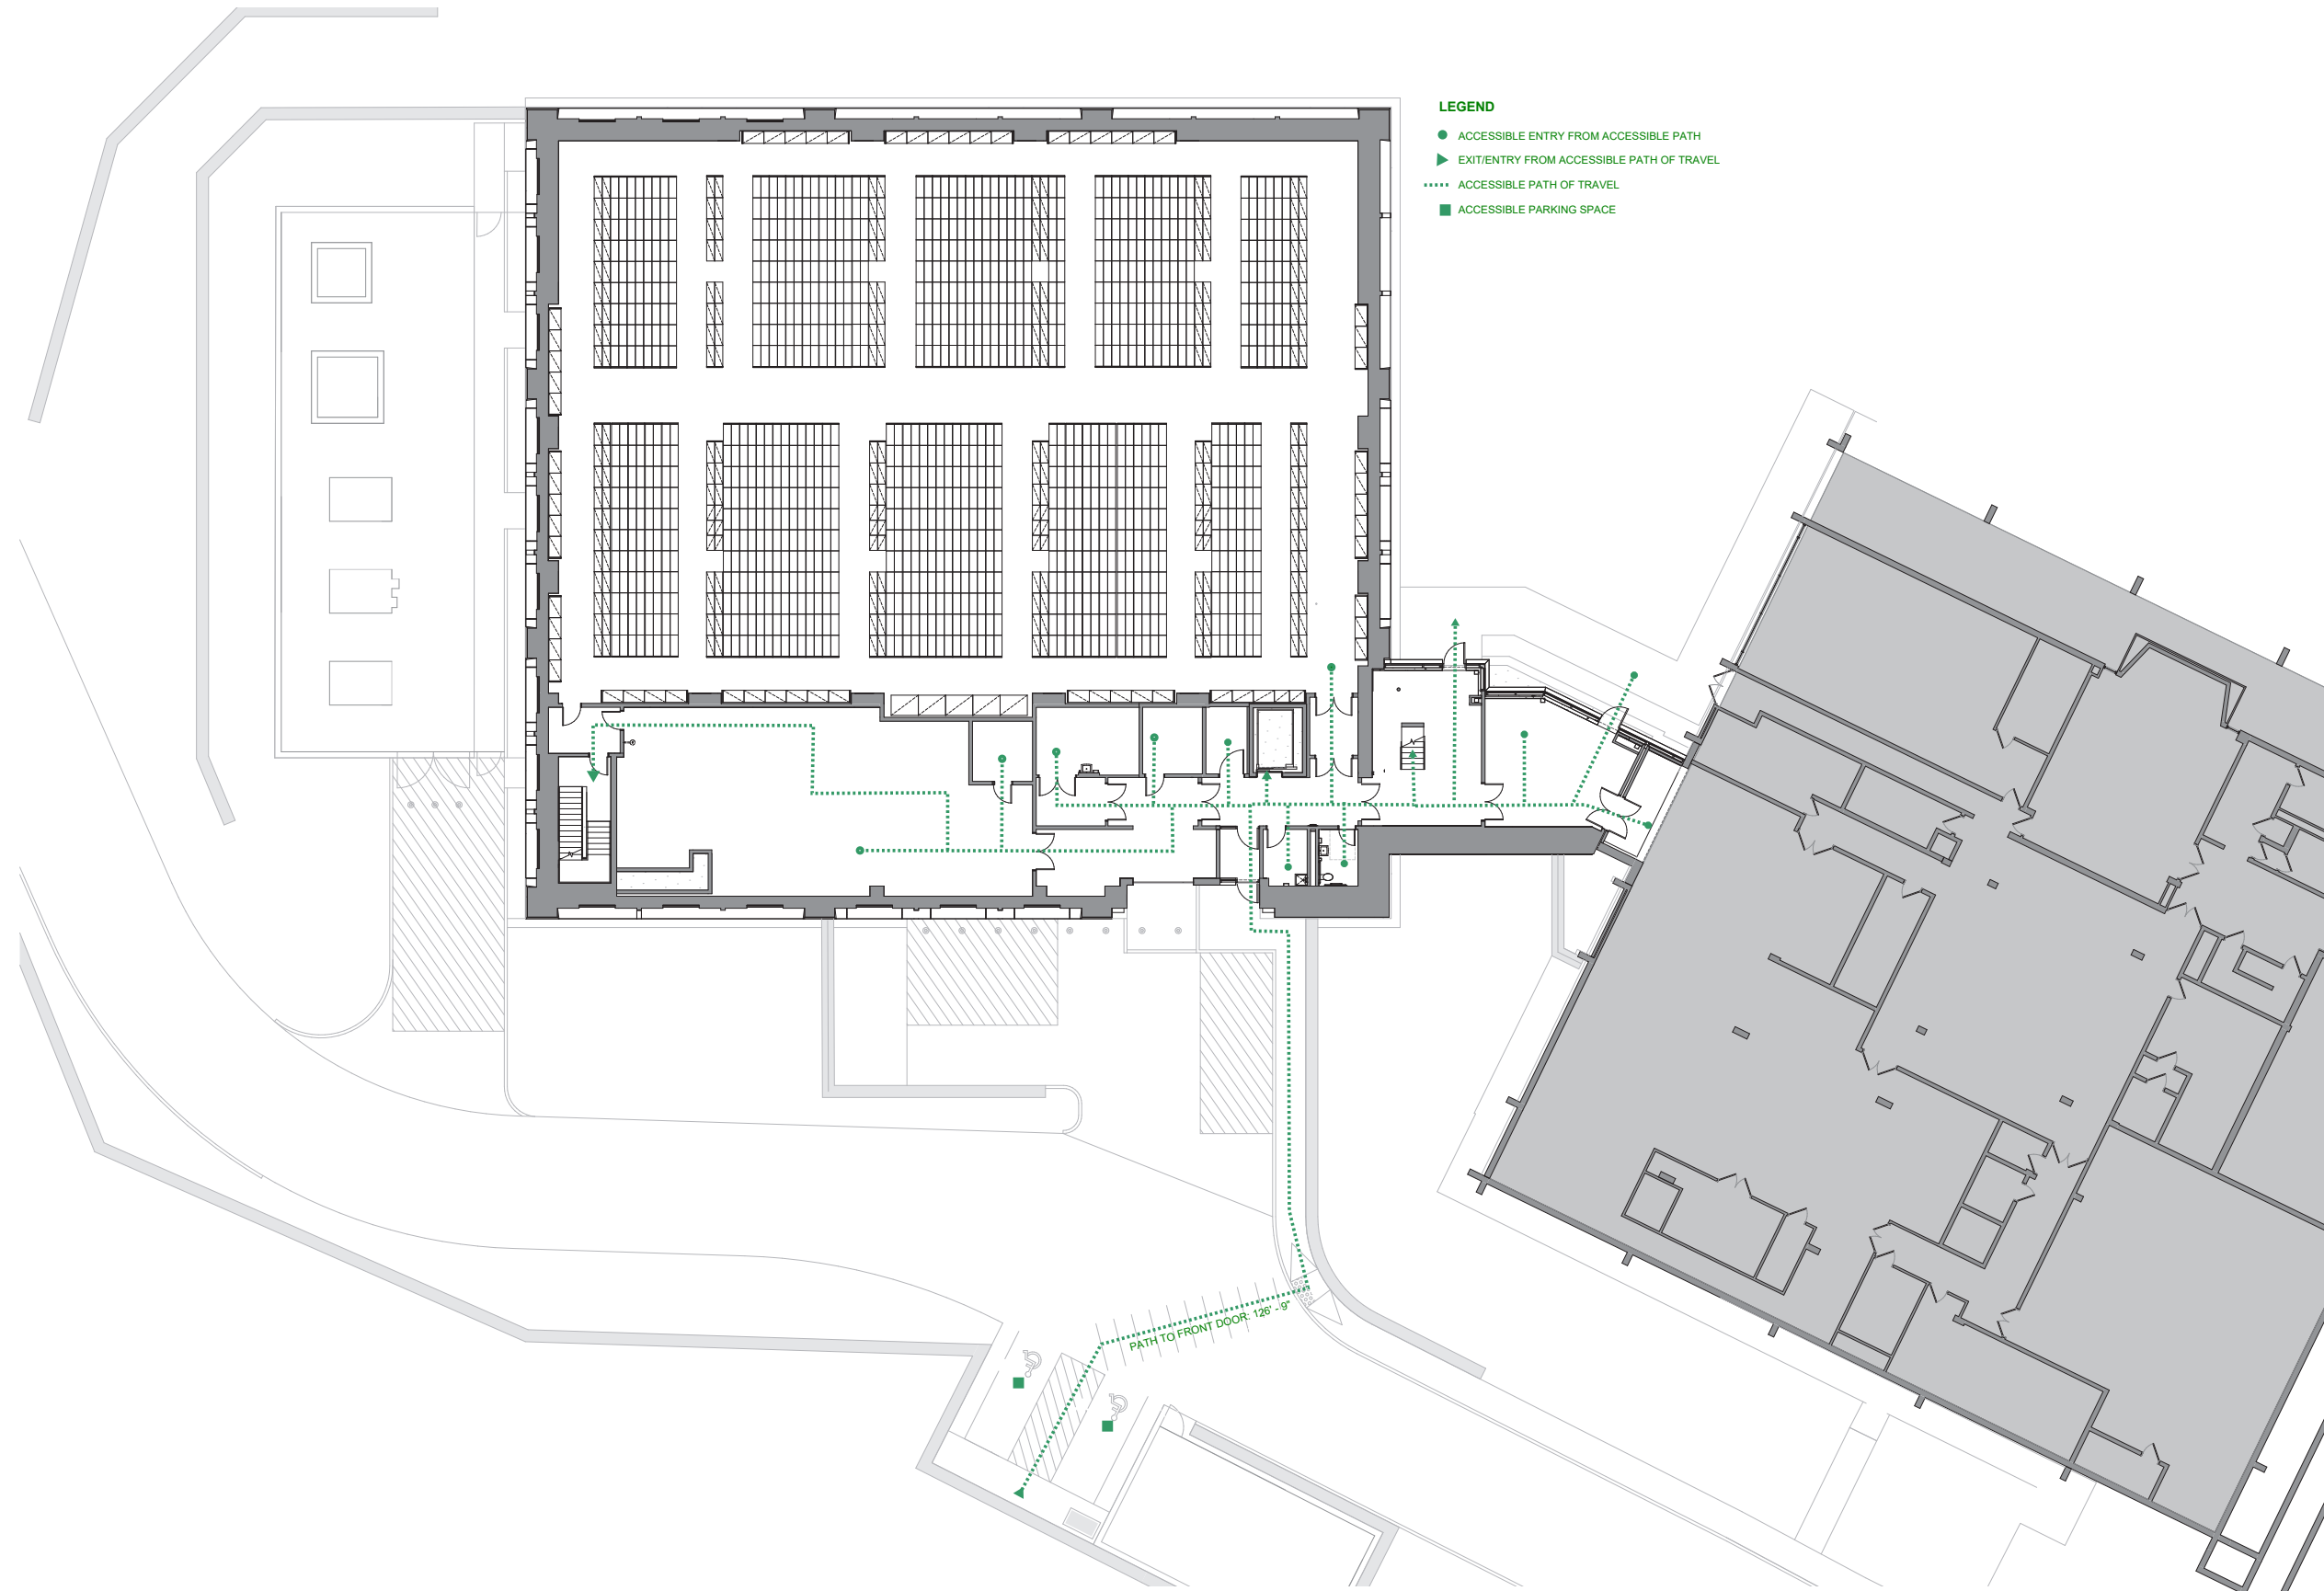 LEGEND
ACCESSIBLE ENTRY FROM ACCESSIBLE PATH
EXIT/ENTRY FROM ACCESSIBLE PATH OF TRAVEL
ACCESSIBLE PATH OF TRAVEL
ACCESSIBLE PARKING SPACE
PATH TO FRONT DOOR: 126' - 9"